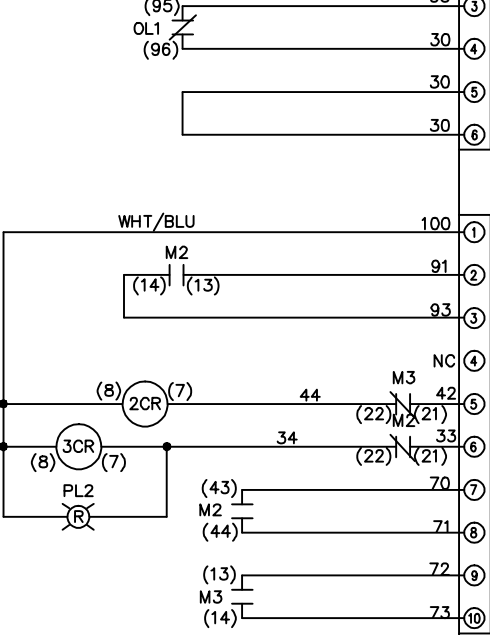 (95) ③
OL1
(96) 30 ④
30 ⑤
30 ⑥
WHT/BLU 100 ①
M2 91 ②
(14) (13)
93 ③
NC ④
M3
(8) 2CR (7) 44 42 ⑤
(22) (21)
M2
3CR 34 33 ⑥
(8) (7) (22) (21)
PL2
R
(43) 70 ⑦
M2
(44) 71 ⑧
(13) 72 ⑨
M3
(14) 73 ⑩